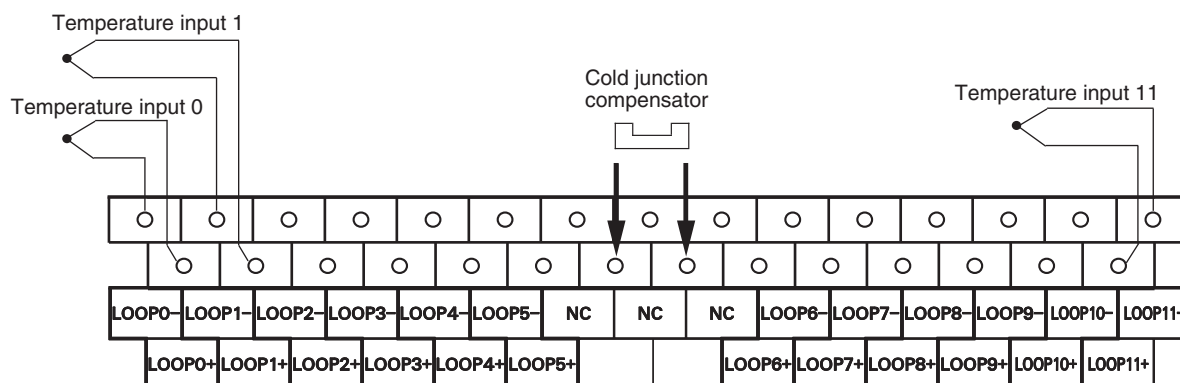 Temperature input 1
Temperature input 0
Cold junction
compensator
Temperature input 11
LOOP0− LOOP1− LOOP2− LOOP3− LOOP4− LOOP5− NC NC NC LOOP6− LOOP7− LOOP8− LOOP9− LOOP10− LOOP11−
LOOP0+ LOOP1+ LOOP2+ LOOP3+ LOOP4+ LOOP5+ LOOP6+ LOOP7+ LOOP8+ LOOP9+ LOOP10+ LOOP11+